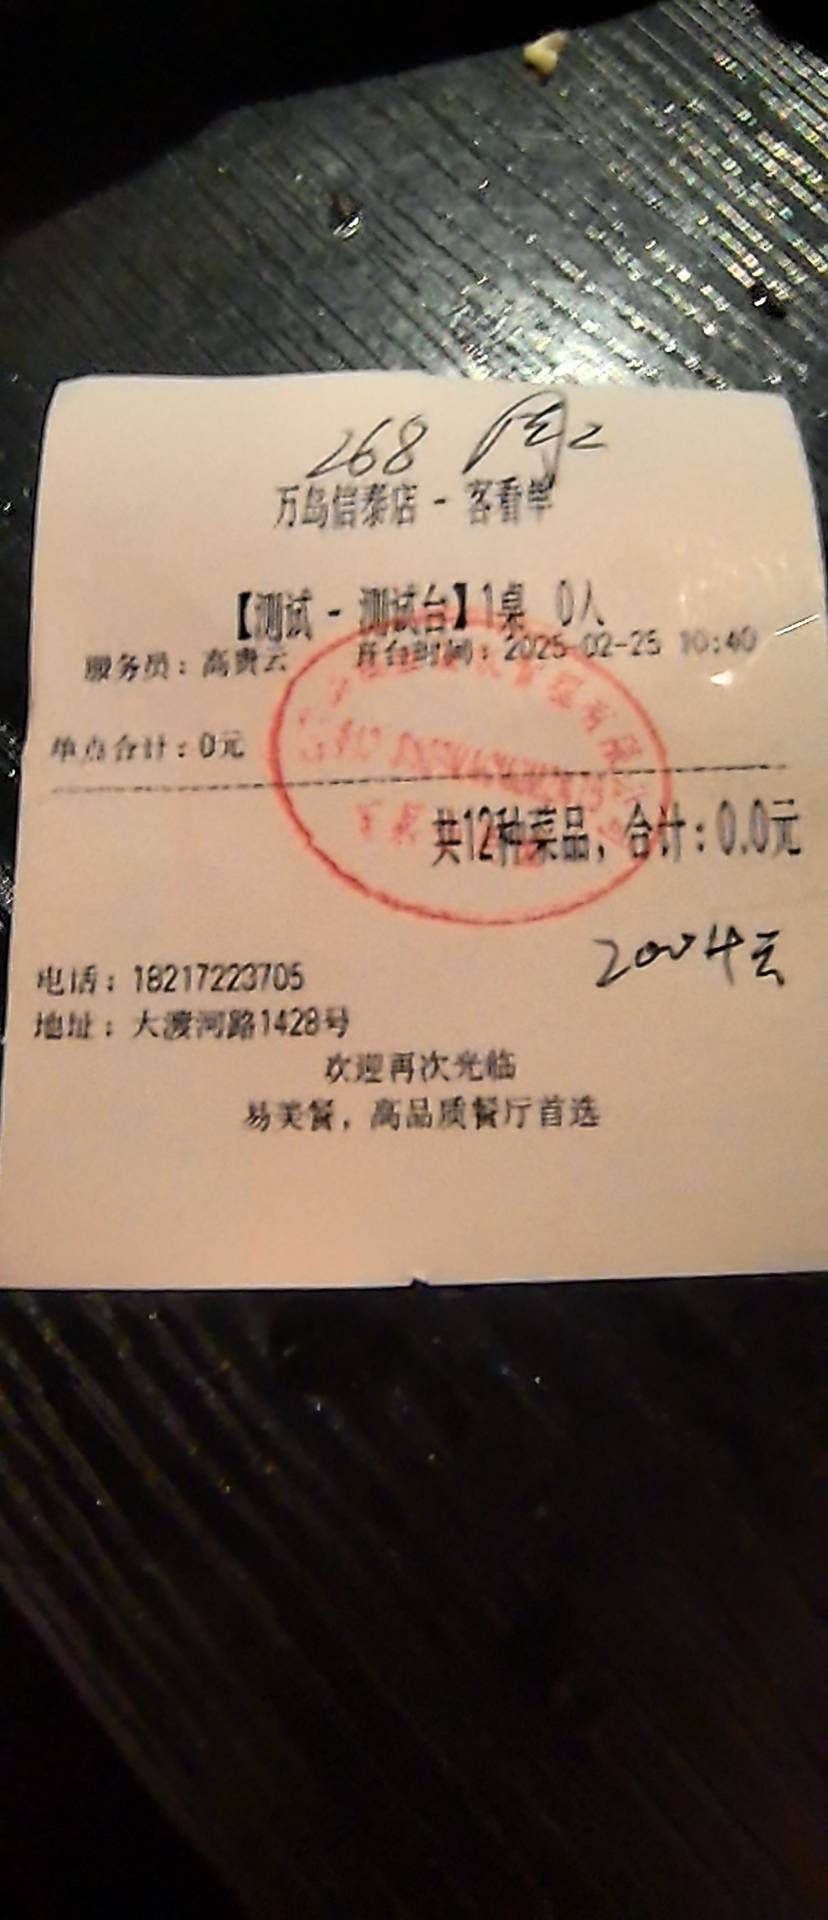 268
万岛信泰店 - 客看单
【测试 - 测试台】1桌 0人
服务员：高贵云 开台时间：2025-02-25 10:40
单点合计：0元
共12种菜品，合计：0.0元
2004元
电话：18217223705
地址：大渡河路1428号
欢迎再次光临
易美餐，高品质餐厅首选